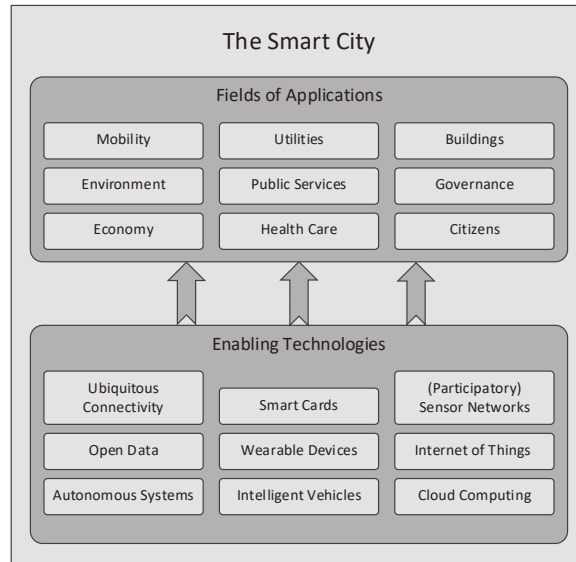 The Smart City
Fields of Applications
Mobility
Utilities
Buildings
Environment
Public Services
Governance
Economy
Health Care
Citizens
Enabling Technologies
Ubiquitous
Connectivity
Smart Cards
(Participatory)
Sensor Networks
Open Data
Wearable Devices
Internet of Things
Autonomous Systems
Intelligent Vehicles
Cloud Computing